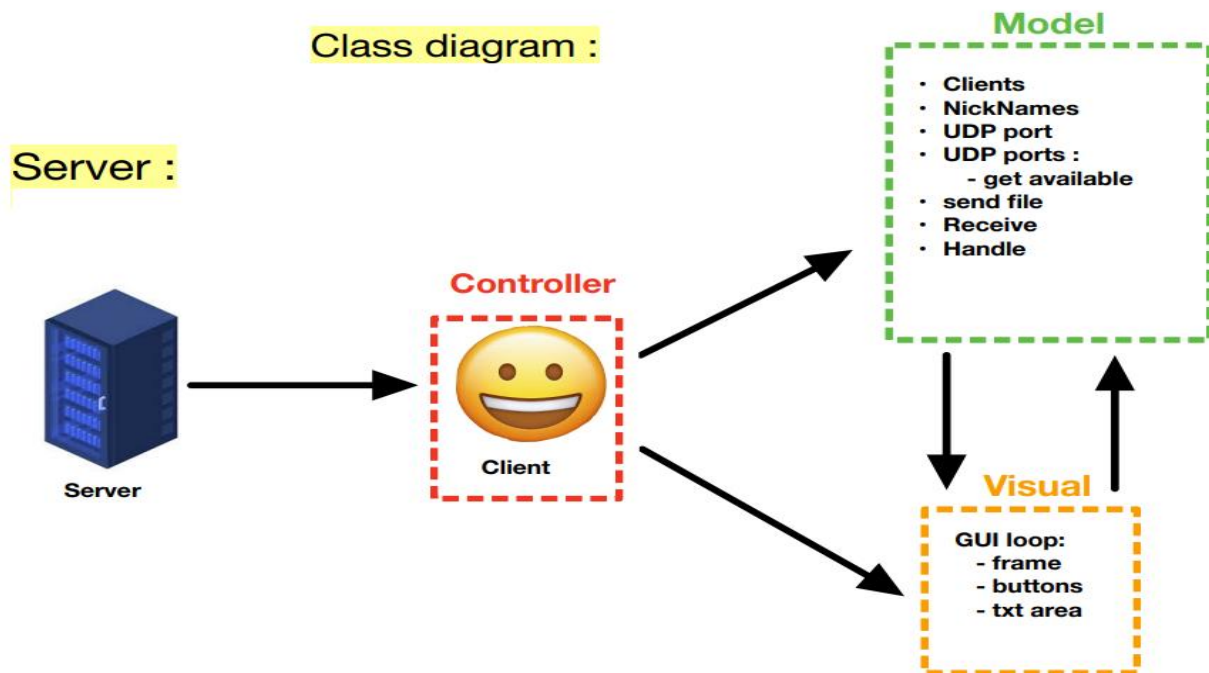 Class diagram :
Server :
Server
Controller
Client
Model
· Clients
· NickNames
· UDP port
· UDP ports :
- get available
· send file
· Receive
· Handle
Visual
GUI loop:
- frame
- buttons
- txt area